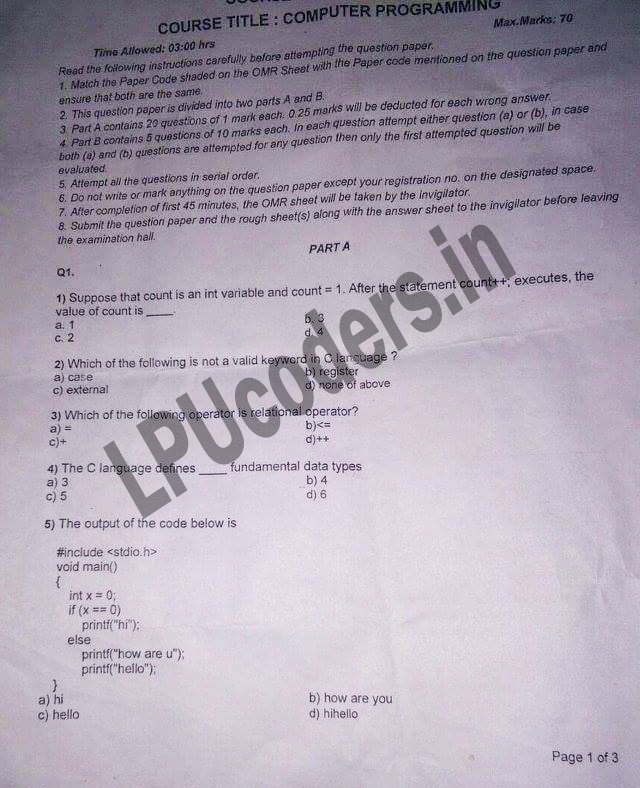 COURSE TITLE : COMPUTER PROGRAMMING
Time Allowed: 03:00 hrs
Max.Marks: 70
Read the following instructions carefully before attempting the question paper.
1. Match the Paper Code shaded on the OMR Sheet with the Paper code mentioned on the question paper and
ensure that both are the same.
2. This question paper is divided into two parts A and B.
3. Part A contains 20 questions of 1 mark each. 0.25 marks will be deducted for each wrong answer.
4. Part B contains 5 questions of 10 marks each. In each question attempt either question (a) or (b), in case
both (a) and (b) questions are attempted for any question then only the first attempted question will be
evaluated.
5. Attempt all the questions in serial order.
6. Do not write or mark anything on the question paper except your registration no. on the designated space.
7. After completion of first 45 minutes, the OMR sheet will be taken by the invigilator.
8. Submit the question paper and the rough sheet(s) along with the answer sheet to the invigilator before leaving
the examination hall.
PART A
Q1.
1) Suppose that count is an int variable and count = 1. After the statement count++; executes, the
value of count is ____.
a. 1
b. 3
c. 2
d. 4
2) Which of the following is not a valid keyword in C language ?
a) case
b) register
c) external
d) none of above
3) Which of the following operator is relational operator?
a) =
b)<=
c)+
d)++
4) The C language defines ____ fundamental data types
a) 3
b) 4
c) 5
d) 6
5) The output of the code below is
#include <stdio.h>
void main()
{
int x = 0;
if (x == 0)
printf("hi");
else
printf("how are u");
printf("hello");
}
a) hi
b) how are you
c) hello
d) hihello
Page 1 of 3
LPUcoders.in